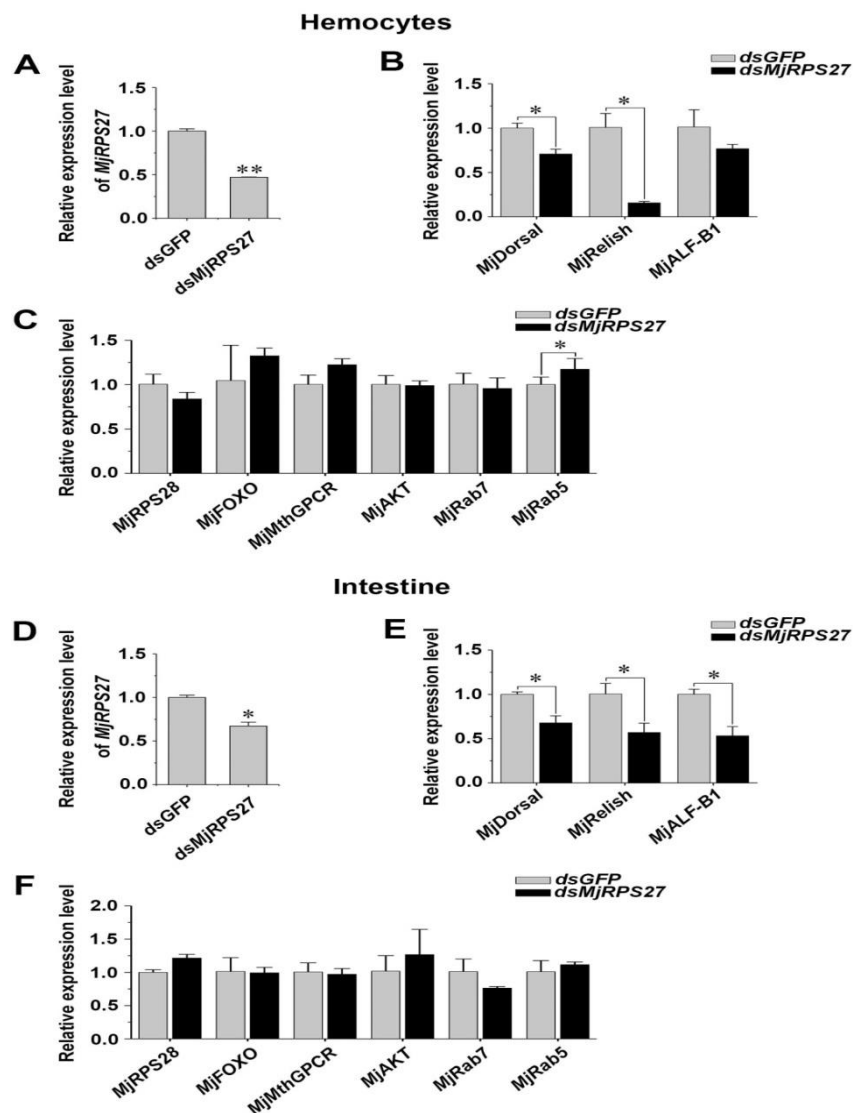 Hemocytes
A
Relative expression level
of MjRPS27
1.5
1.0
0.5
0.0
**
dsGFP
dsMjRPS27
B
dsGFP
dsMjRPS27
Relative expression level
1.5
1.0
0.5
0.0
*
*
MjDorsal
MjRelish
MjALF-B1
C
dsGFP
dsMjRPS27
Relative expression level
1.5
1.0
0.5
0.0
*
MjRPS28
MjFOXO
MjMthGPCR
MjAKT
MjRab7
MjRab5
Intestine
D
Relative expression level
of MjRPS27
1.5
1.0
0.5
0.0
*
dsGFP
dsMjRPS27
E
dsGFP
dsMjRPS27
Relative expression level
1.5
1.0
0.5
0.0
*
*
*
MjDorsal
MjRelish
MjALF-B1
F
dsGFP
dsMjRPS27
Relative expression level
2.0
1.5
1.0
0.5
0.0
MjRPS28
MjFOXO
MjMthGPCR
MjAKT
MjRab7
MjRab5